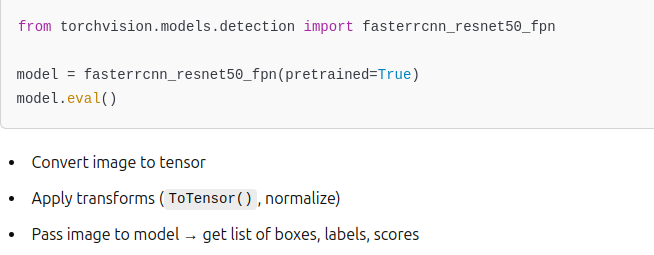 from torchvision.models.detection import fasterrcnn_resnet50_fpn
model = fasterrcnn_resnet50_fpn(pretrained=True)
model.eval()
• Convert image to tensor
• Apply transforms (ToTensor(), normalize)
• Pass image to model → get list of boxes, labels, scores